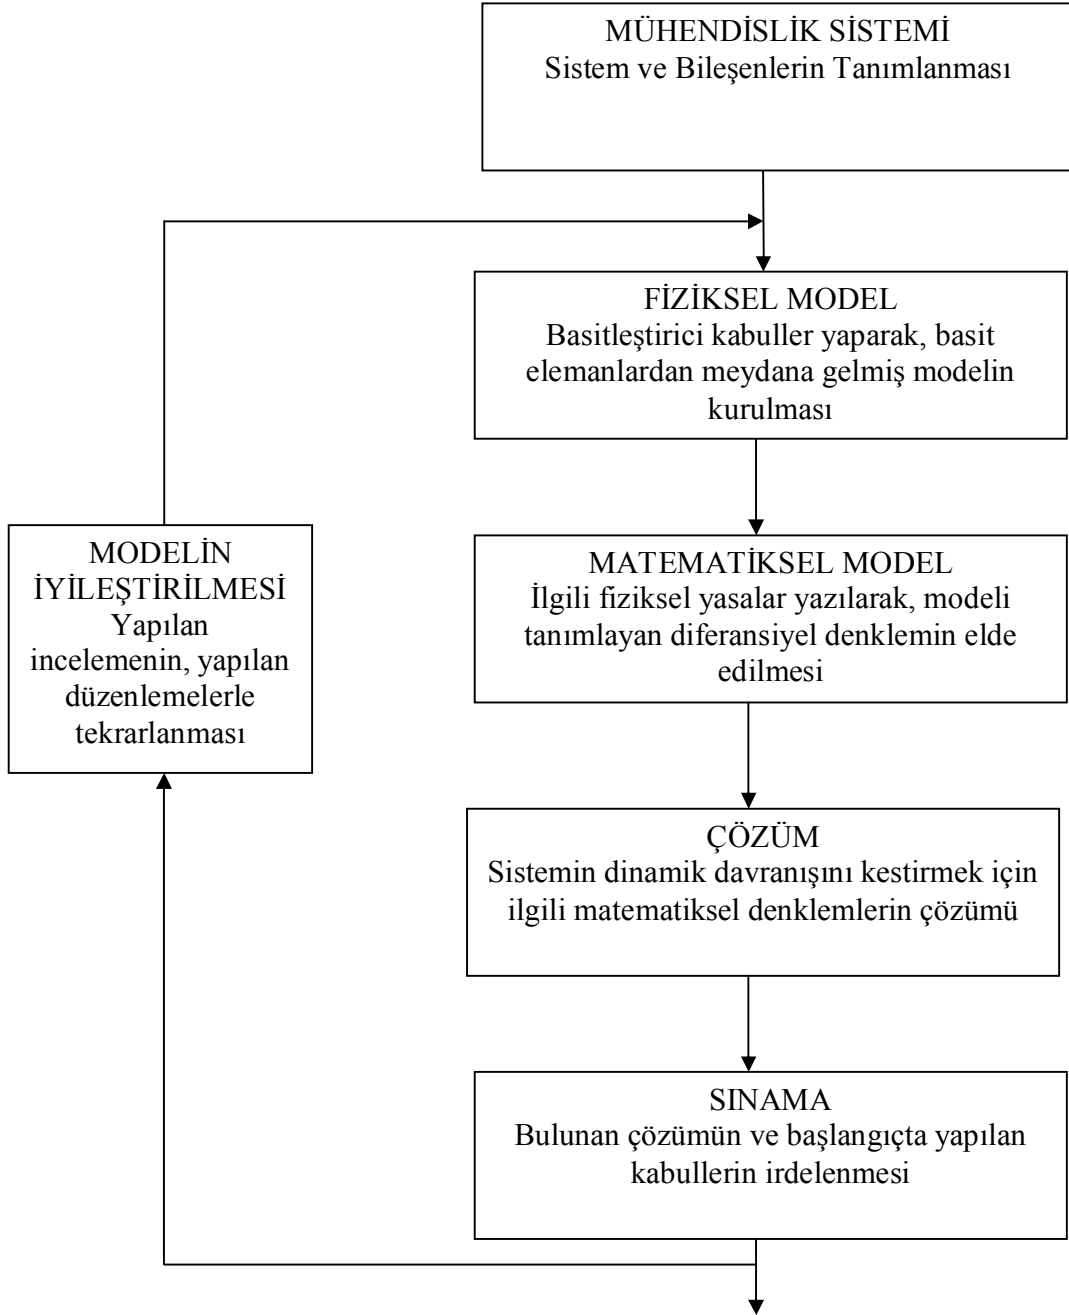 MÜHENDİSLİK SİSTEMİ
Sistem ve Bileşenlerin Tanımlanması
FİZİKSEL MODEL
Basitleştirici kabuller yaparak, basit
elemanlardan meydana gelmiş modelin
kurulması
MATEMATİKSEL MODEL
İlgili fiziksel yasalar yazılarak, modeli
tanımlayan diferansiyel denklemin elde
edilmesi
MODELİN
İYİLEŞTİRİLMESİ
Yapılan
incelemenin, yapılan
düzenlemelerle
tekrarlanması
ÇÖZÜM
Sistemin dinamik davranışını kestirmek için
ilgili matematiksel denklemlerin çözümü
SINAMA
Bulunan çözümün ve başlangıçta yapılan
kabullerin irdelenmesi